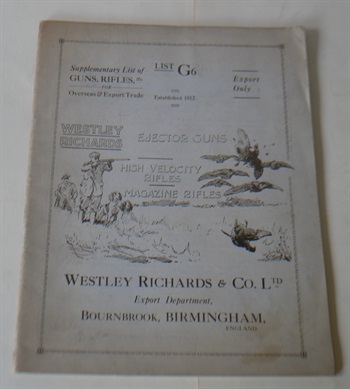 Supplementary List of
GUNS, RIFLES, &c.
FOR
Overseas & Export Trade
LIST G6
Established 1812
Export
Only
WESTLEY
RICHARDS
EJECTOR GUNS
HIGH VELOCITY
RIFLES
MAGAZINE RIFLES
WESTLEY RICHARDS & CO. LTD
Export Department,
BOURNBROOK, BIRMINGHAM,
ENGLAND